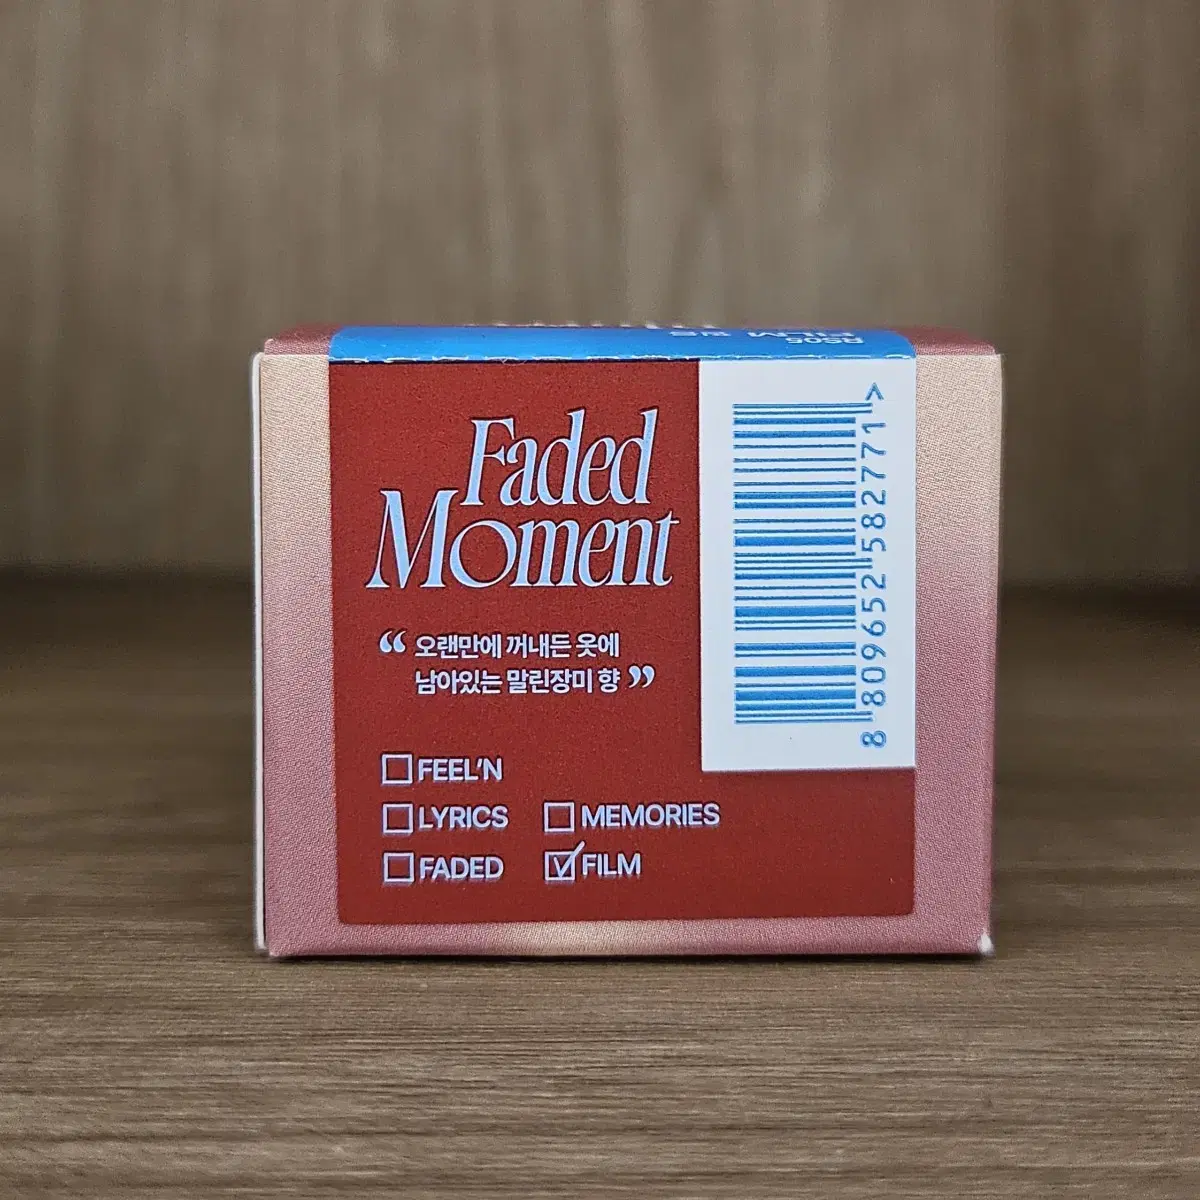 RS06
Faded
Moment
“ 오랜만에 꺼내든 옷에
남아있는 말린장미 향 ”
FEEL'N
LYRICS
MEMORIES
FADED
FILM
8 809652 582771 >